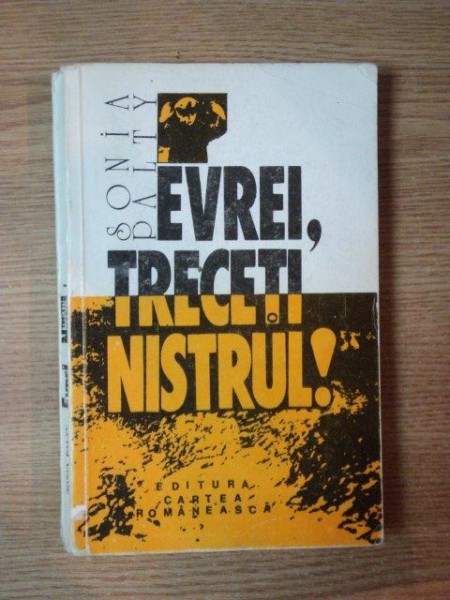 SONIA
PALTY
EVREI,
TRECEȚI
NISTRUL!”
EDITURA
CARTEA
ROMÂNEASCĂ